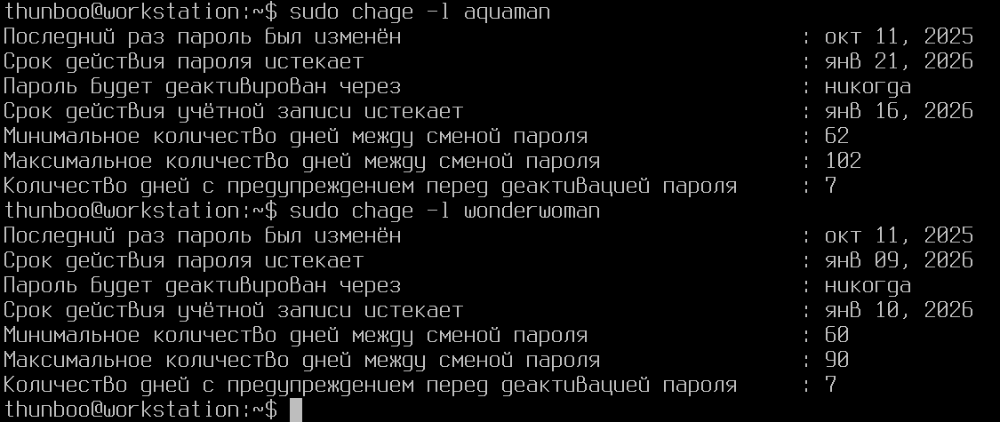 thunboo@workstation:~$ sudo chage -l aquaman
Последний раз пароль был изменён : окт 11, 2025
Срок действия пароля истекает : янв 21, 2026
Пароль будет деактивирован через : никогда
Срок действия учётной записи истекает : янв 16, 2026
Минимальное количество дней между сменой пароля : 62
Максимальное количество дней между сменой пароля : 102
Количество дней с предупреждением перед деактивацией пароля : 7
thunboo@workstation:~$ sudo chage -l wonderwoman
Последний раз пароль был изменён : окт 11, 2025
Срок действия пароля истекает : янв 09, 2026
Пароль будет деактивирован через : никогда
Срок действия учётной записи истекает : янв 10, 2026
Минимальное количество дней между сменой пароля : 60
Максимальное количество дней между сменой пароля : 90
Количество дней с предупреждением перед деактивацией пароля : 7
thunboo@workstation:~$